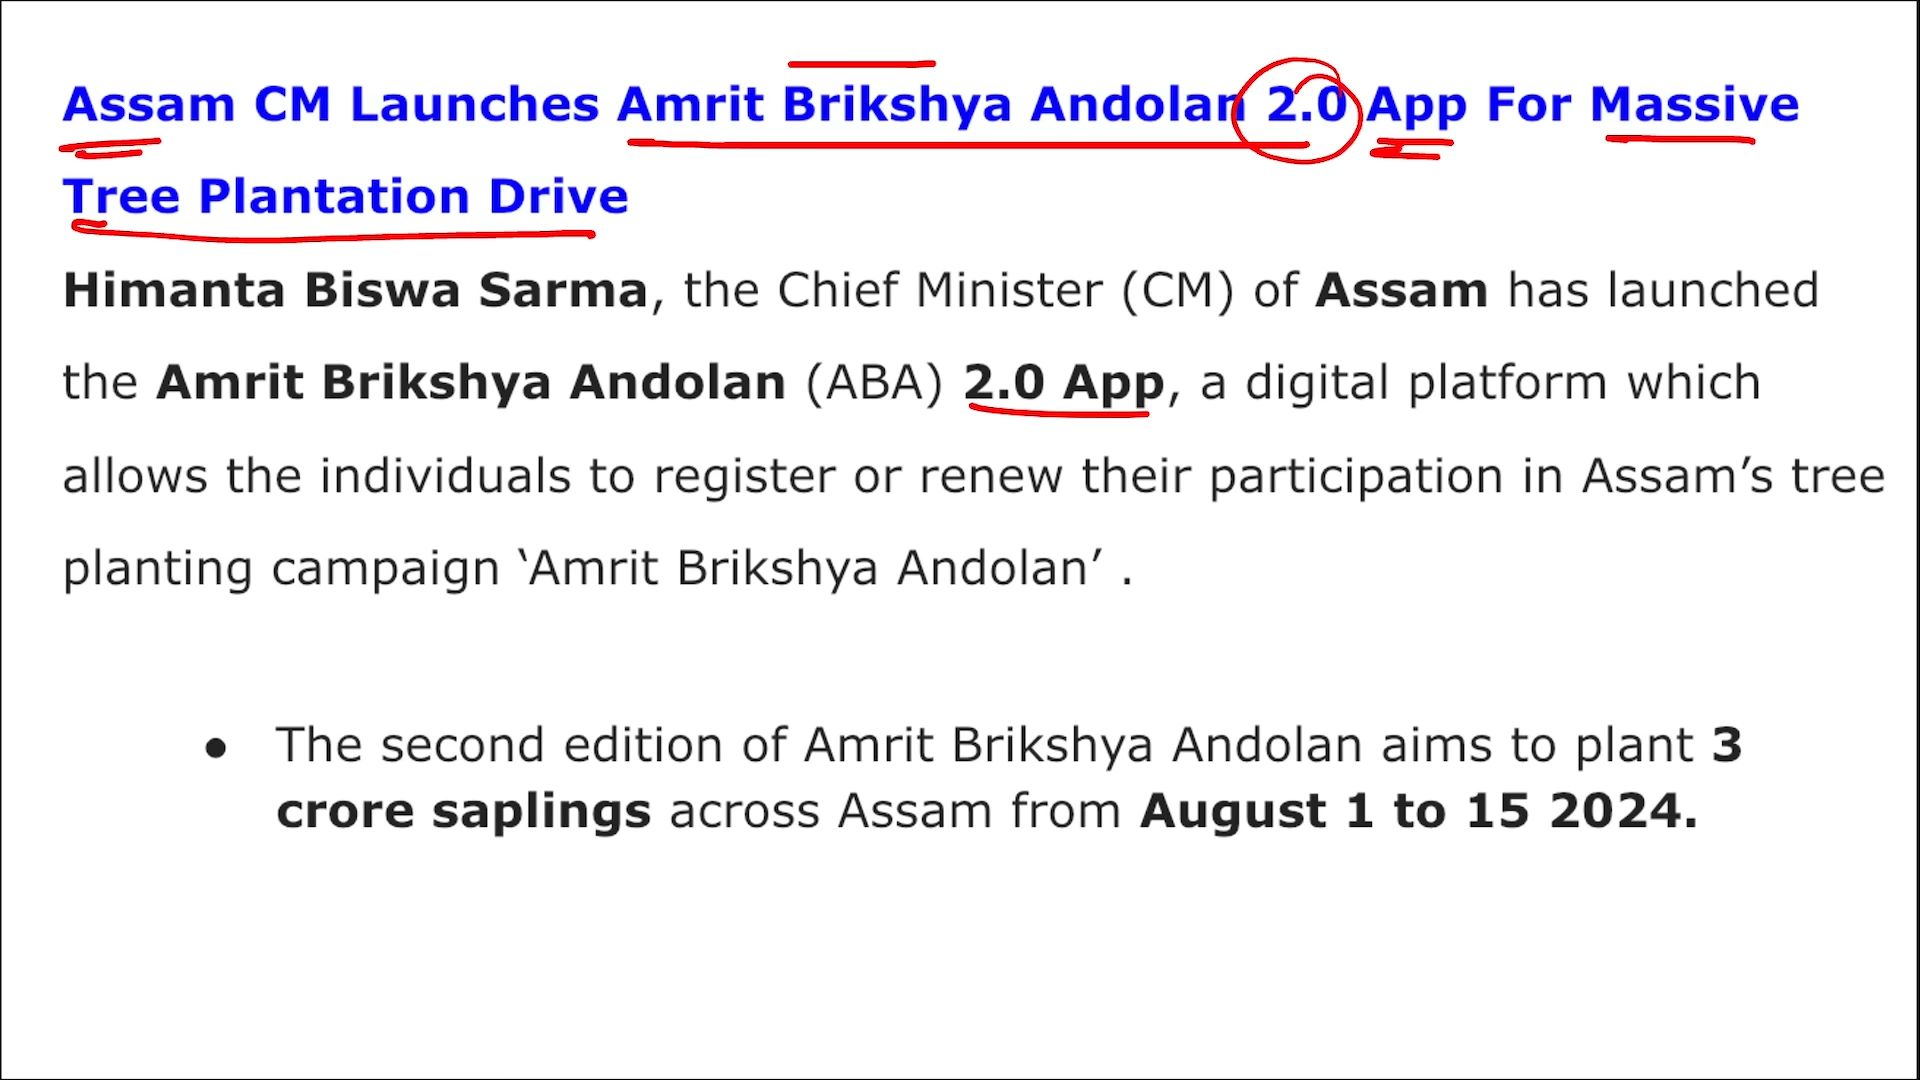 Assam CM Launches Amrit Brikshya Andolan 2.0 App For Massive
Tree Plantation Drive
Himanta Biswa Sarma, the Chief Minister (CM) of Assam has launched
the Amrit Brikshya Andolan (ABA) 2.0 App, a digital platform which
allows the individuals to register or renew their participation in Assam’s tree
planting campaign ‘Amrit Brikshya Andolan’ .
● The second edition of Amrit Brikshya Andolan aims to plant 3
crore saplings across Assam from August 1 to 15 2024.